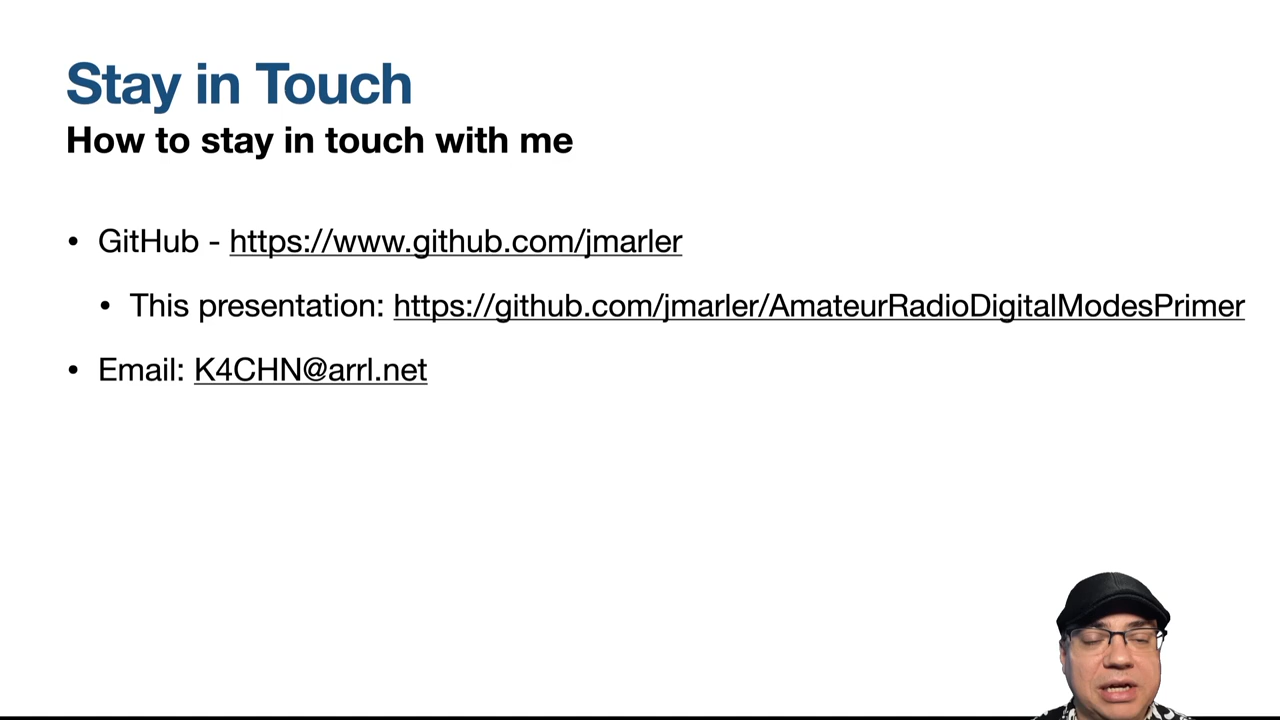 Stay in Touch
How to stay in touch with me
• GitHub - https://www.github.com/jmarler
• This presentation: https://github.com/jmarler/AmateurRadioDigitalModesPrimer
• Email: K4CHN@arrl.net